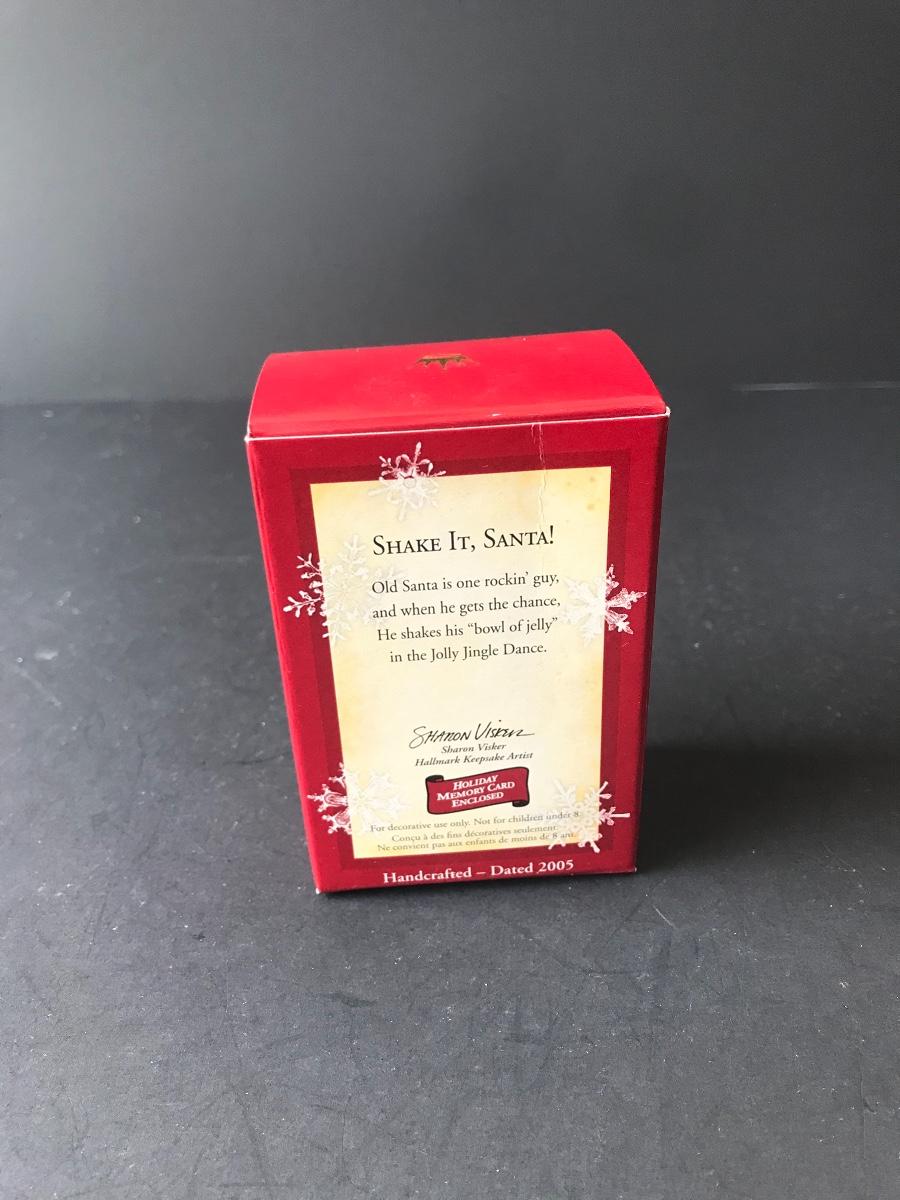 SHAKE IT, SANTA!
Old Santa is one rockin' guy,
and when he gets the chance,
He shakes his "bowl of jelly"
in the Jolly Jingle Dance.
SHARON VISKER
Sharon Visker
Hallmark Keepsake Artist
HOLIDAY
MEMORY CARD
ENCLOSED
For decorative use only. Not for children under 8.
Conçu à des fins décoratives seulement.
Ne convient pas aux enfants de moins de 8 ans.
Handcrafted – Dated 2005